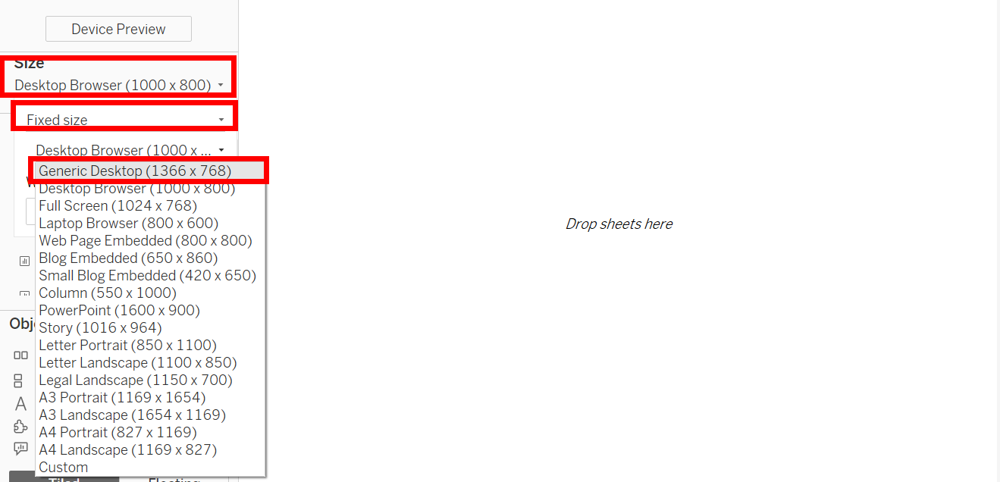 Device Preview
Size
Desktop Browser (1000 x 800)
Fixed size
Desktop Browser (1000 x ...
Generic Desktop (1366 x 768)
Desktop Browser (1000 x 800)
Full Screen (1024 x 768)
Laptop Browser (800 x 600)
Web Page Embedded (800 x 800)
Blog Embedded (650 x 860)
Small Blog Embedded (420 x 650)
Column (550 x 1000)
PowerPoint (1600 x 900)
Story (1016 x 964)
Letter Portrait (850 x 1100)
Letter Landscape (1100 x 850)
Legal Landscape (1150 x 700)
A3 Portrait (1169 x 1654)
A3 Landscape (1654 x 1169)
A4 Portrait (827 x 1169)
A4 Landscape (1169 x 827)
Custom
Drop sheets here
Obj
Tiled Floating